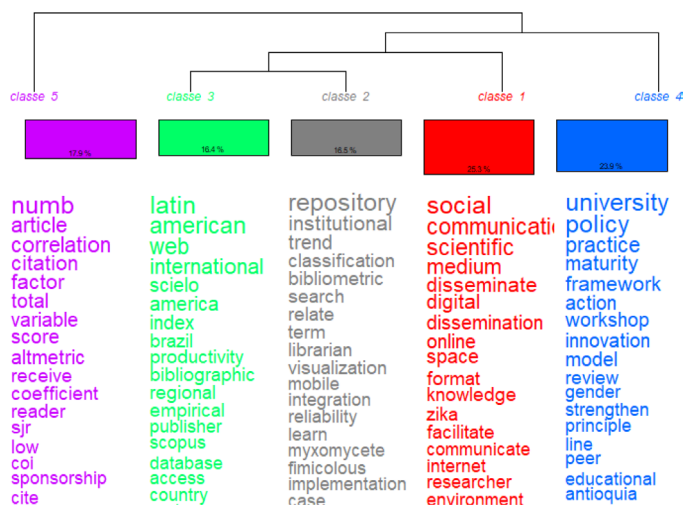 classe 5
classe 3
classe 2
classe 1
classe 4
17.9 %
16.4 %
16.5 %
25.3 %
23.9 %
numb
article
correlation
citation
factor
total
variable
score
altmetric
receive
coefficient
reader
sjr
low
coi
sponsorship
cite
latin
american
web
international
scielo
america
index
brazil
productivity
bibliographic
regional
empirical
publisher
scopus
database
access
country
repository
institutional
trend
classification
bibliometric
search
relate
term
librarian
visualization
mobile
integration
reliability
learn
myxomycete
fimicolous
implementation
case
social
communicatio
scientific
medium
disseminate
digital
dissemination
online
space
format
knowledge
zika
facilitate
communicate
internet
researcher
environment
university
policy
practice
maturity
framework
action
workshop
innovation
model
review
gender
strengthen
principle
line
peer
educational
antioquia